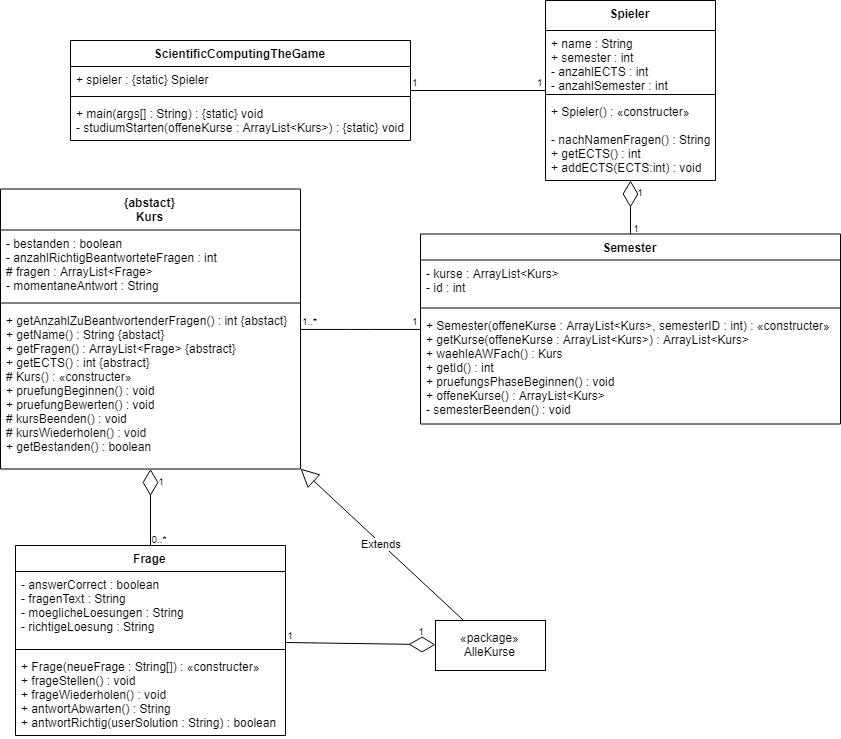 Spieler
+ name : String
+ semester : int
- anzahlECTS : int
- anzahlSemester : int
+ Spieler() : «constructer»
- nachNamenFragen() : String
+ getECTS() : int
+ addECTS(ECTS:int) : void
ScientificComputingTheGame
+ spieler : {static} Spieler
+ main(args[] : String) : {static} void
- studiumStarten(offeneKurse : ArrayList<Kurs>) : {static} void
1
1
1
1
{abstact}
Kurs
- bestanden : boolean
- anzahlRichtigBeantworteteFragen : int
# fragen : ArrayList<Frage>
- momentaneAntwort : String
+ getAnzahlZuBeantwortenderFragen() : int {abstact}
+ getName() : String {abstact}
+ getFragen() : ArrayList<Frage> {abstract}
+ getECTS() : int {abstract}
# Kurs() : «constructer»
+ pruefungBeginnen() : void
+ pruefungBewerten() : void
# kursBeenden() : void
# kursWiederholen() : void
+ getBestanden() : boolean
1..*
1
Semester
- kurse : ArrayList<Kurs>
- id : int
+ Semester(offeneKurse : ArrayList<Kurs>, semesterID : int) : «constructer»
+ getKurse(offeneKurse : ArrayList<Kurs>) : ArrayList<Kurs>
+ waehleAWFach() : Kurs
+ getId() : int
+ pruefungsPhaseBeginnen() : void
+ offeneKurse() : ArrayList<Kurs>
- semesterBeenden() : void
1
0..*
Extends
Frage
- answerCorrect : boolean
- fragenText : String
- moeglicheLoesungen : String
- richtigeLoesung : String
+ Frage(neueFrage : String[]) : «constructer»
+ frageStellen() : void
+ frageWiederholen() : void
+ antwortAbwarten() : String
+ antwortRichtig(userSolution : String) : boolean
1
1
«package»
AlleKurse